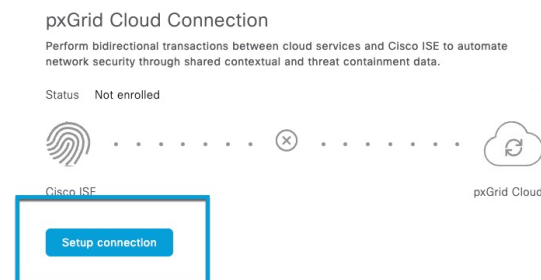 pxGrid Cloud Connection
Perform bidirectional transactions between cloud services and Cisco ISE to automate
network security through shared contextual and threat containment data.
Status Not enrolled
Cisco ISE pxGrid Cloud
Setup connection